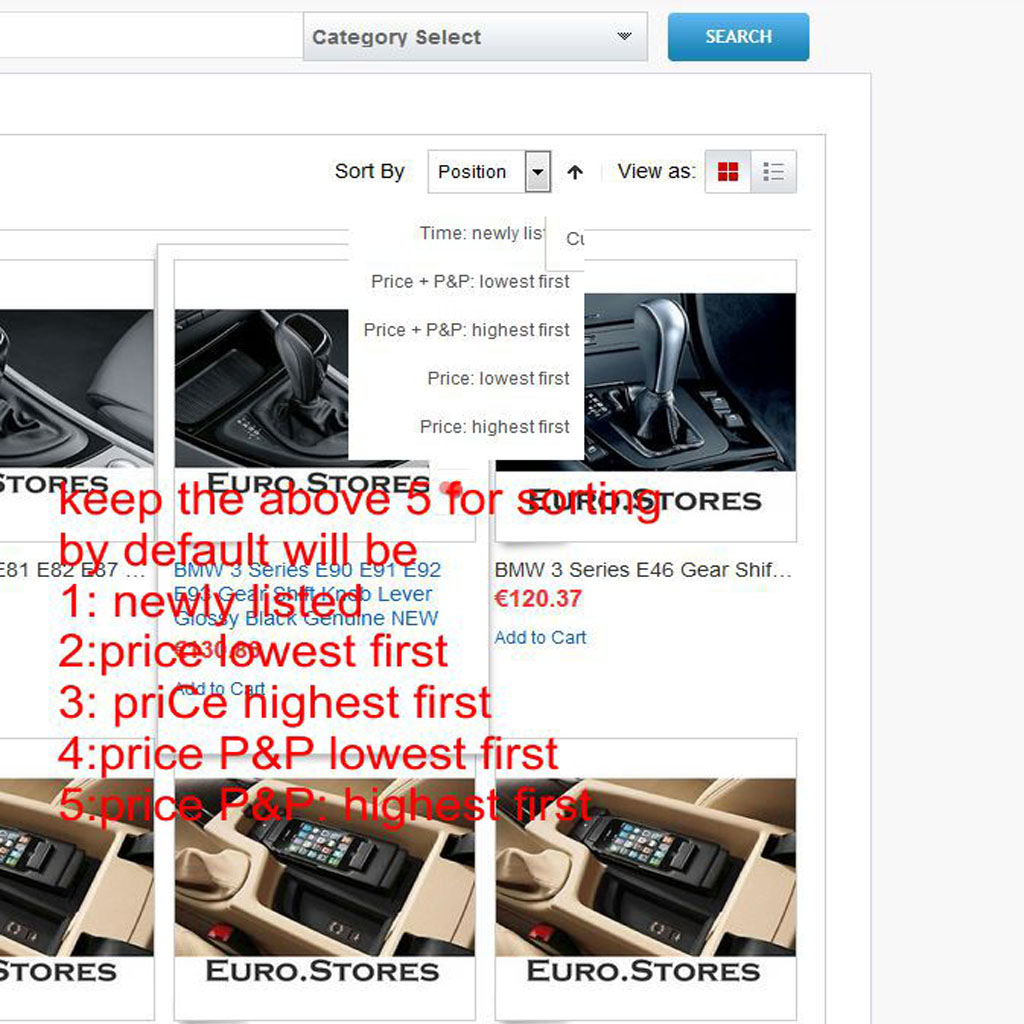 Category Select
SEARCH
Sort By
Position
View as:
Time: newly lis
Cu
Price + P&P: lowest first
Price + P&P: highest first
Price: lowest first
Price: highest first
STORES
EURO.STORES
EURO.STORES
keep the above 5 for sorting
by default will be
1: newly listed
2:price lowest first
3: priCe highest first
4:price P&P lowest first
5:price P&P: highest first
E81 E82 E87 ...
BMW 3 Series E90 E91 E92
E93 Gear Shift Knob Lever
Glossy Black Genuine NEW
Add to Cart
BMW 3 Series E46 Gear Shif...
€120.37
Add to Cart
STORES
EURO.STORES
EURO.STORES